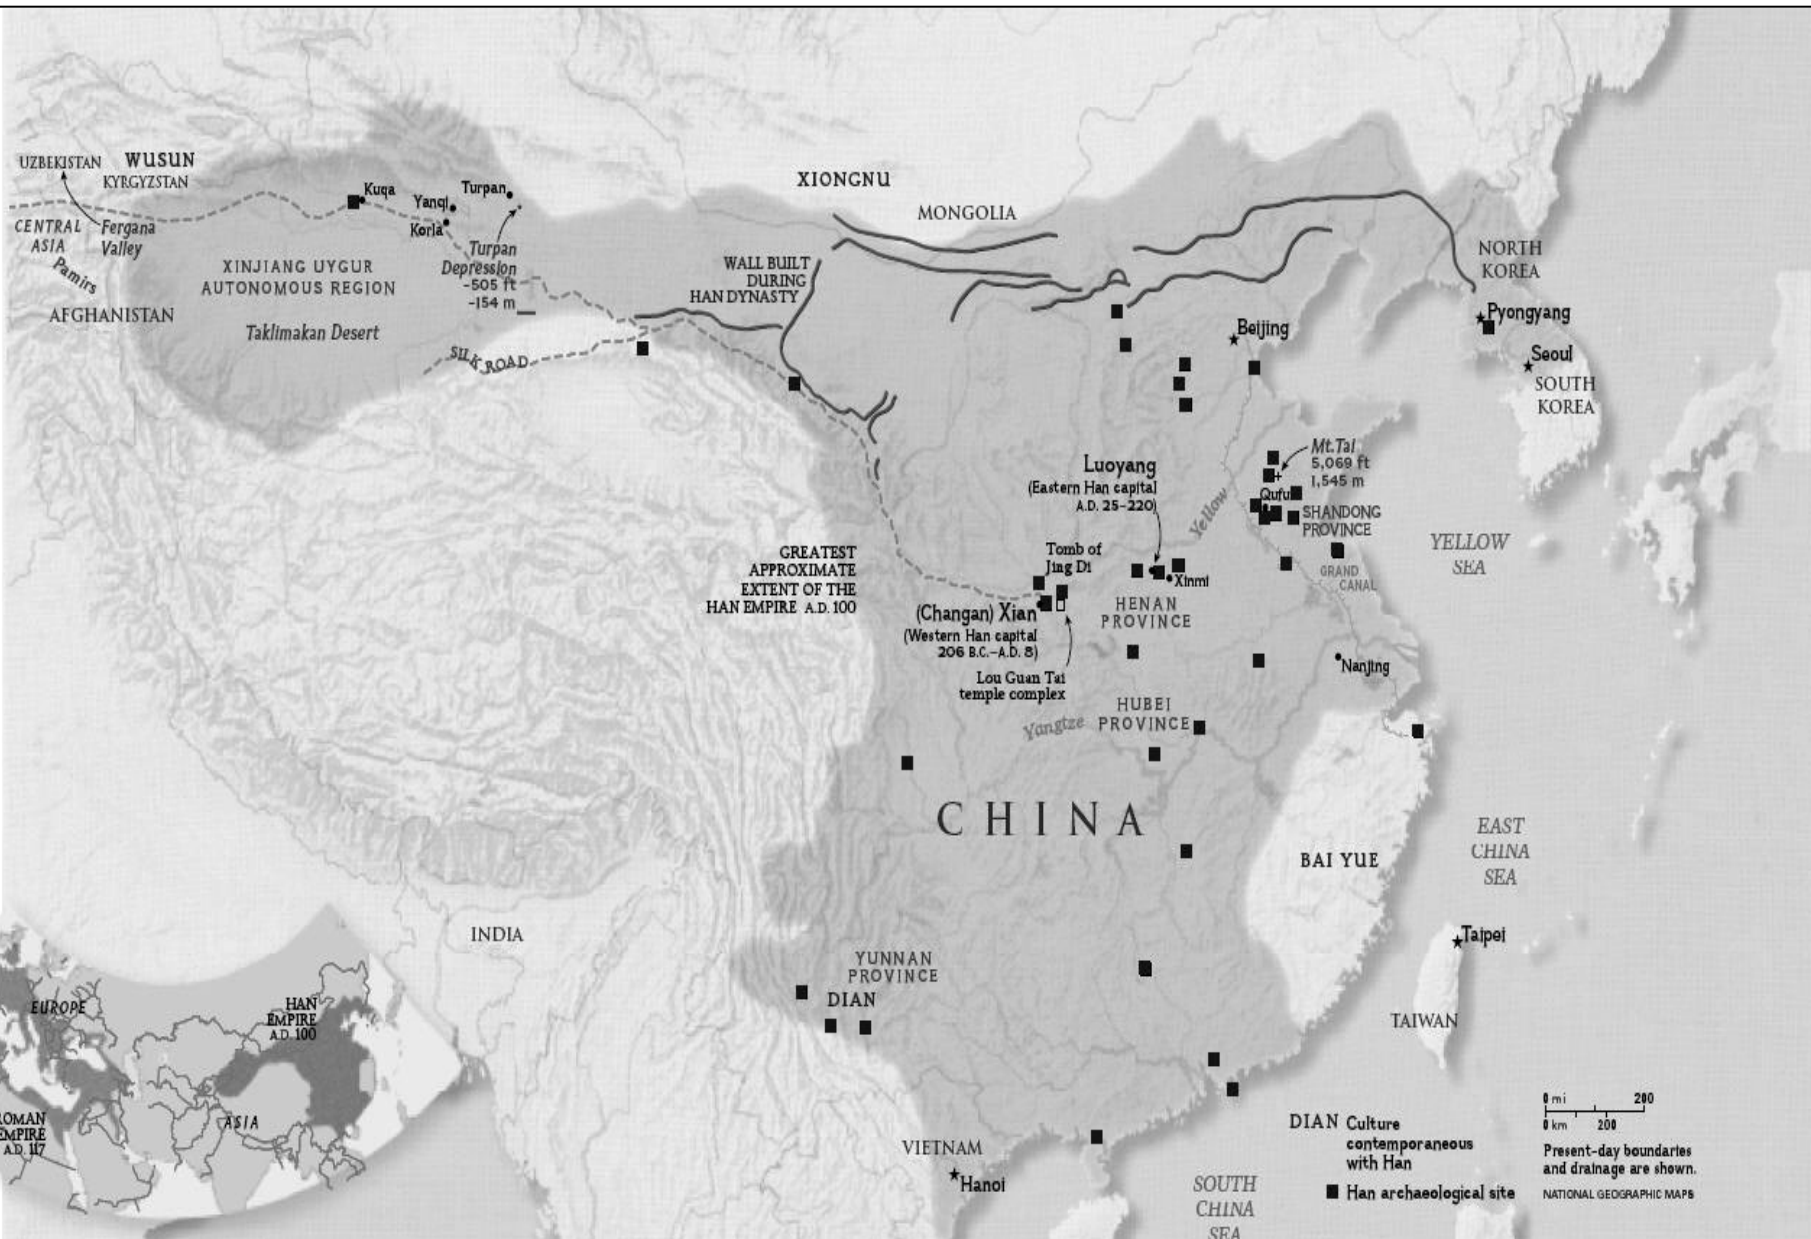 UZBEKISTAN
WUSUN
KYRGYZSTAN
CENTRAL
ASIA
Fergana
Valley
Pamirs
AFGHANISTAN
Kuqa
Yanqi
Korla
Turpan
Turpan
Depression
-505 ft
-154 m
XINJIANG UYGUR
AUTONOMOUS REGION
Taklimakan Desert
SILK ROAD
WALL BUILT
DURING
HAN DYNASTY
XIONGNU
MONGOLIA
NORTH
KOREA
Pyongyang
Seoul
SOUTH
KOREA
Beijing
Mt.Tai
5,069 ft
1,545 m
Qufu
SHANDONG
PROVINCE
YELLOW
SEA
GRAND
CANAL
Yellow
Luoyang
(Eastern Han capital
A.D. 25-220)
Xinmi
Tomb of
Jing Di
(Changan) Xian
(Western Han capital
206 B.C.-A.D. 8)
Lou Guan Tai
temple complex
GREATEST
APPROXIMATE
EXTENT OF THE
HAN EMPIRE A.D. 100
HENAN
PROVINCE
HUBEI
PROVINCE
Yangtze
Nanjing
CHINA
BAI YUE
EAST
CHINA
SEA
Taipei
TAIWAN
INDIA
YUNNAN
PROVINCE
DIAN
VIETNAM
Hanoi
SOUTH
CHINA
SEA
EUROPE
HAN
EMPIRE
A.D. 100
ASIA
ROMAN
EMPIRE
A.D. 117
DIAN Culture
contemporaneous
with Han
Han archaeological site
0 mi 200
0 km 200
Present-day boundaries
and drainage are shown.
NATIONAL GEOGRAPHIC MAPS